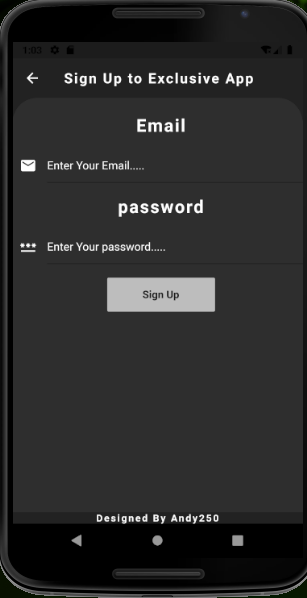 1:03
Sign Up to Exclusive App
Email
Enter Your Email.....
password
Enter Your password.....
Sign Up
Designed By Andy250